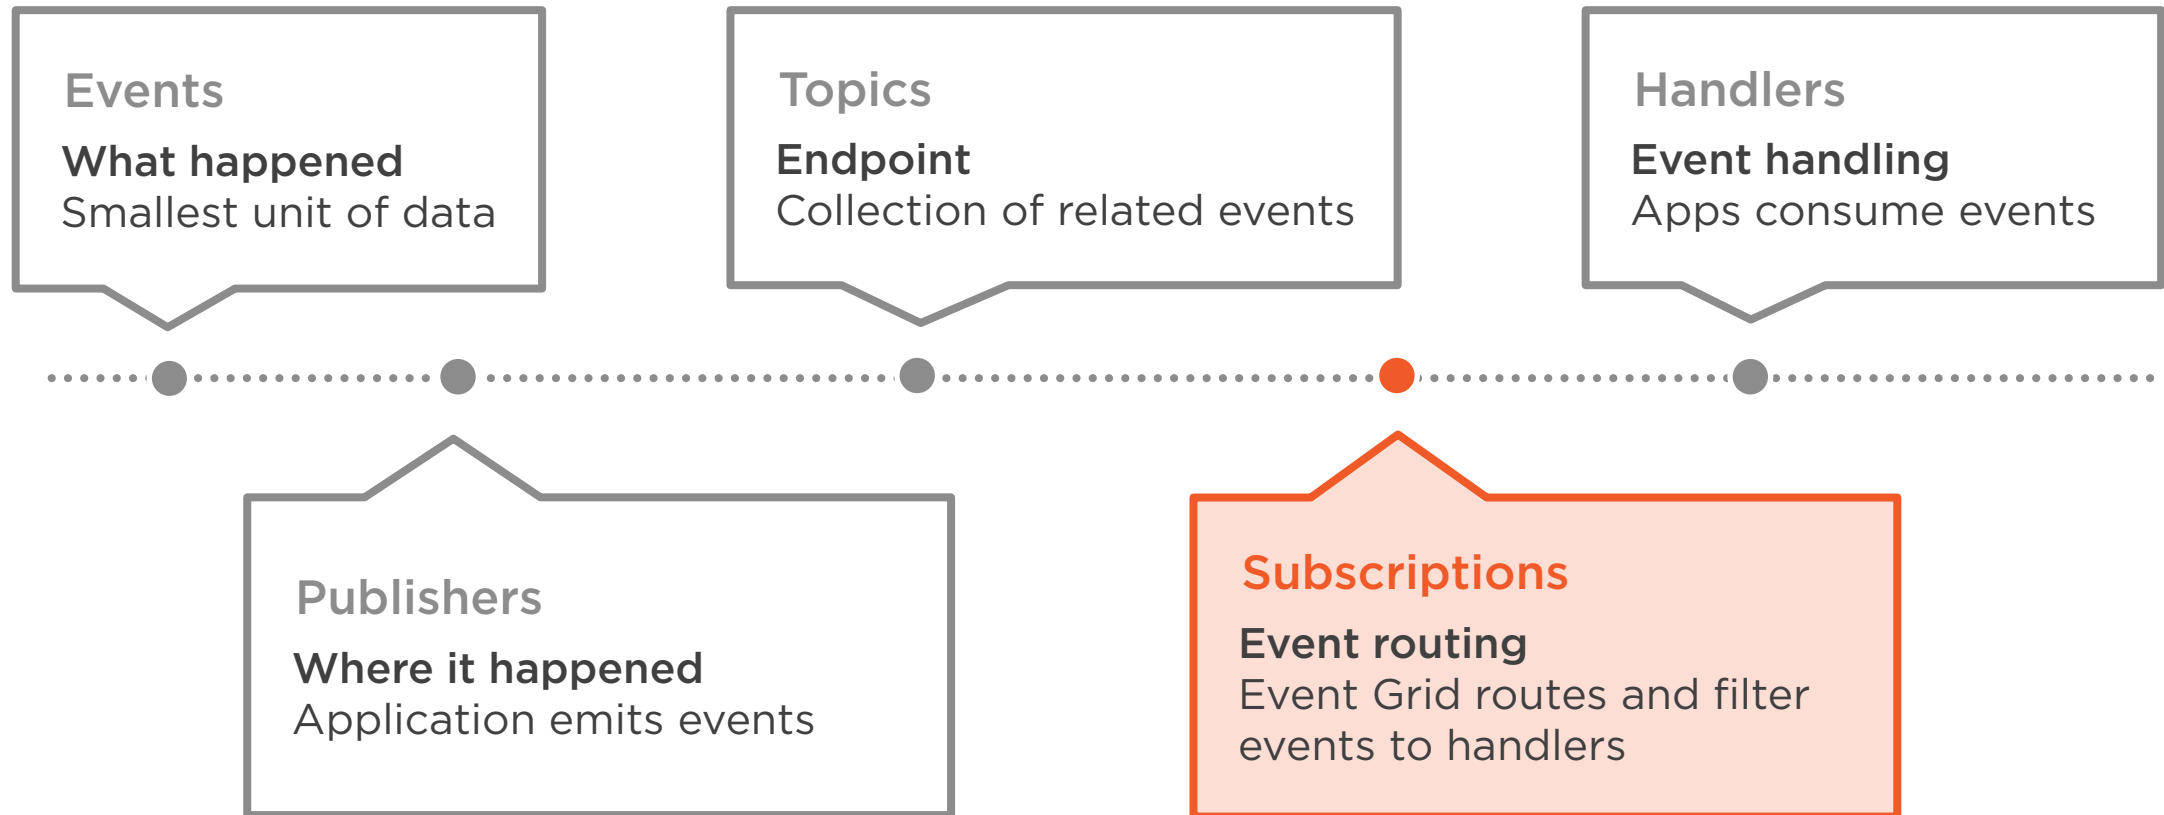 Events
What happened
Smallest unit of data
Topics
Endpoint
Collection of related events
Handlers
Event handling
Apps consume events
Publishers
Where it happened
Application emits events
Subscriptions
Event routing
Event Grid routes and filter
events to handlers